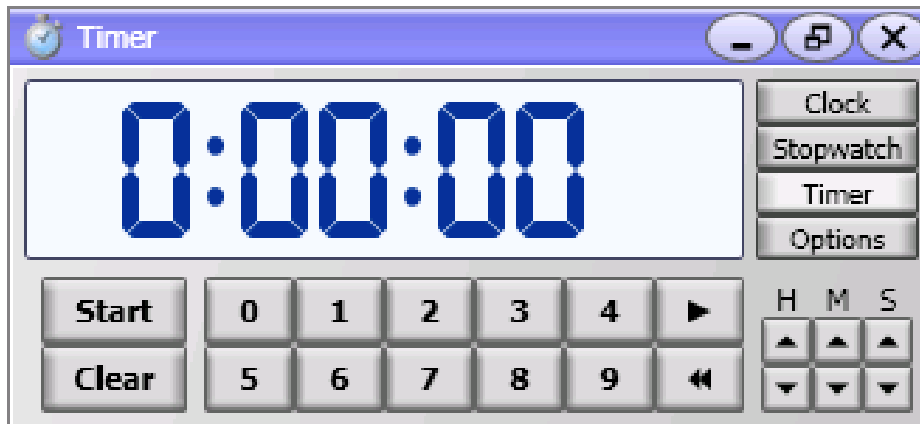 Timer
0:00:00
Clock
Stopwatch
Timer
Options
Start 0 1 2 3 4
Clear 5 6 7 8 9
H M S